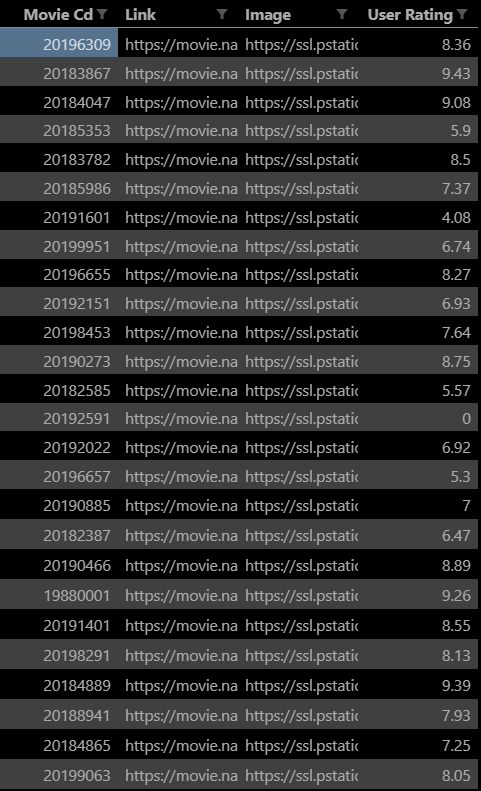 Movie Cd Link Image User Rating
20196309 https://movie.na https://ssl.pstatic 8.36
20183867 https://movie.na https://ssl.pstatic 9.43
20184047 https://movie.na https://ssl.pstatic 9.08
20185353 https://movie.na https://ssl.pstatic 5.9
20183782 https://movie.na https://ssl.pstatic 8.5
20185986 https://movie.na https://ssl.pstatic 7.37
20191601 https://movie.na https://ssl.pstatic 4.08
20199951 https://movie.na https://ssl.pstatic 6.74
20196655 https://movie.na https://ssl.pstatic 8.27
20192151 https://movie.na https://ssl.pstatic 6.93
20198453 https://movie.na https://ssl.pstatic 7.64
20190273 https://movie.na https://ssl.pstatic 8.75
20182585 https://movie.na https://ssl.pstatic 5.57
20192591 https://movie.na https://ssl.pstatic 0
20192022 https://movie.na https://ssl.pstatic 6.92
20196657 https://movie.na https://ssl.pstatic 5.3
20190885 https://movie.na https://ssl.pstatic 7
20182387 https://movie.na https://ssl.pstatic 6.47
20190466 https://movie.na https://ssl.pstatic 8.89
19880001 https://movie.na https://ssl.pstatic 9.26
20191401 https://movie.na https://ssl.pstatic 8.55
20198291 https://movie.na https://ssl.pstatic 8.13
20184889 https://movie.na https://ssl.pstatic 9.39
20188941 https://movie.na https://ssl.pstatic 7.93
20184865 https://movie.na https://ssl.pstatic 7.25
20199063 https://movie.na https://ssl.pstatic 8.05